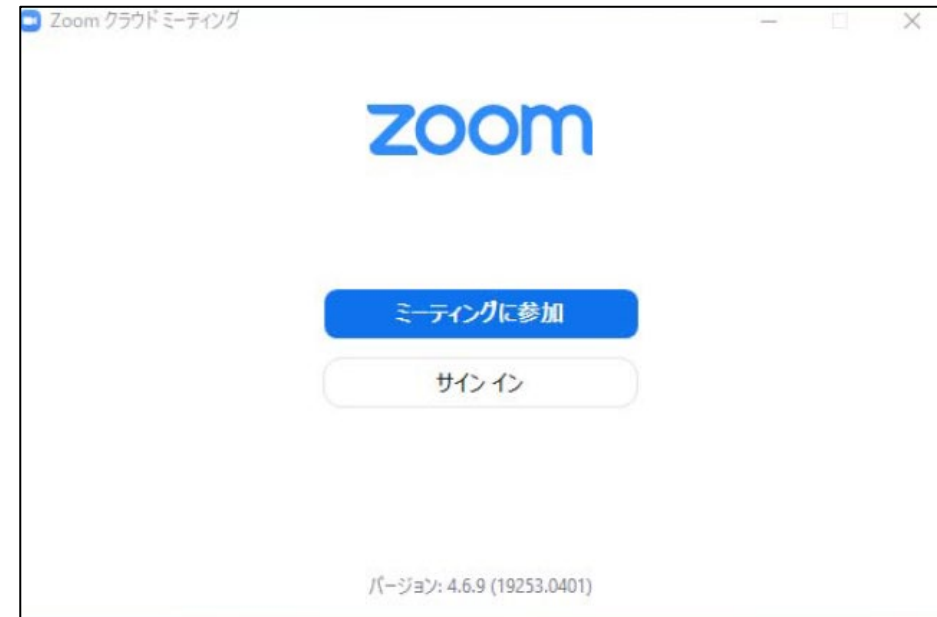 Zoom クラウド ミーティング
zoom
ミーティングに参加
サイン イン
バージョン: 4.6.9 (19253.0401)